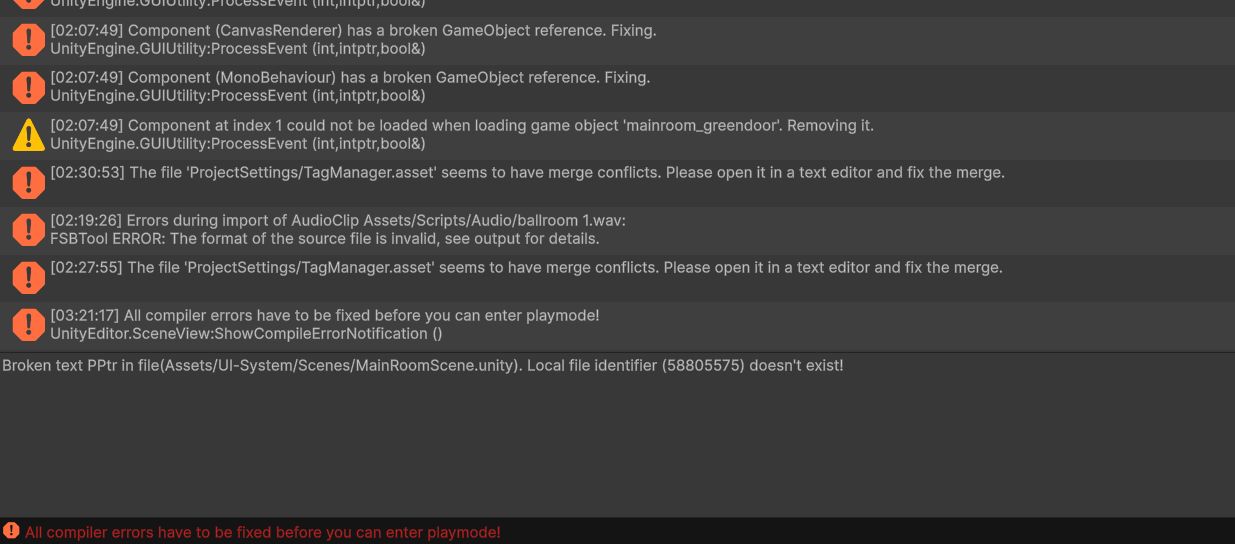 UnityEngine.GUIUtility:ProcessEvent (int,intptr,bool&)
[02:07:49] Component (CanvasRenderer) has a broken GameObject reference. Fixing.
UnityEngine.GUIUtility:ProcessEvent (int,intptr,bool&)
[02:07:49] Component (MonoBehaviour) has a broken GameObject reference. Fixing.
UnityEngine.GUIUtility:ProcessEvent (int,intptr,bool&)
[02:07:49] Component at index 1 could not be loaded when loading game object 'mainroom_greendoor'. Removing it.
UnityEngine.GUIUtility:ProcessEvent (int,intptr,bool&)
[02:30:53] The file 'ProjectSettings/TagManager.asset' seems to have merge conflicts. Please open it in a text editor and fix the merge.
[02:19:26] Errors during import of AudioClip Assets/Scripts/Audio/ballroom 1.wav:
FSBTool ERROR: The format of the source file is invalid, see output for details.
[02:27:55] The file 'ProjectSettings/TagManager.asset' seems to have merge conflicts. Please open it in a text editor and fix the merge.
[03:21:17] All compiler errors have to be fixed before you can enter playmode!
UnityEditor.SceneView:ShowCompileErrorNotification ()
Broken text PPtr in file(Assets/UI-System/Scenes/MainRoomScene.unity). Local file identifier (58805575) doesn't exist!
All compiler errors have to be fixed before you can enter playmode!